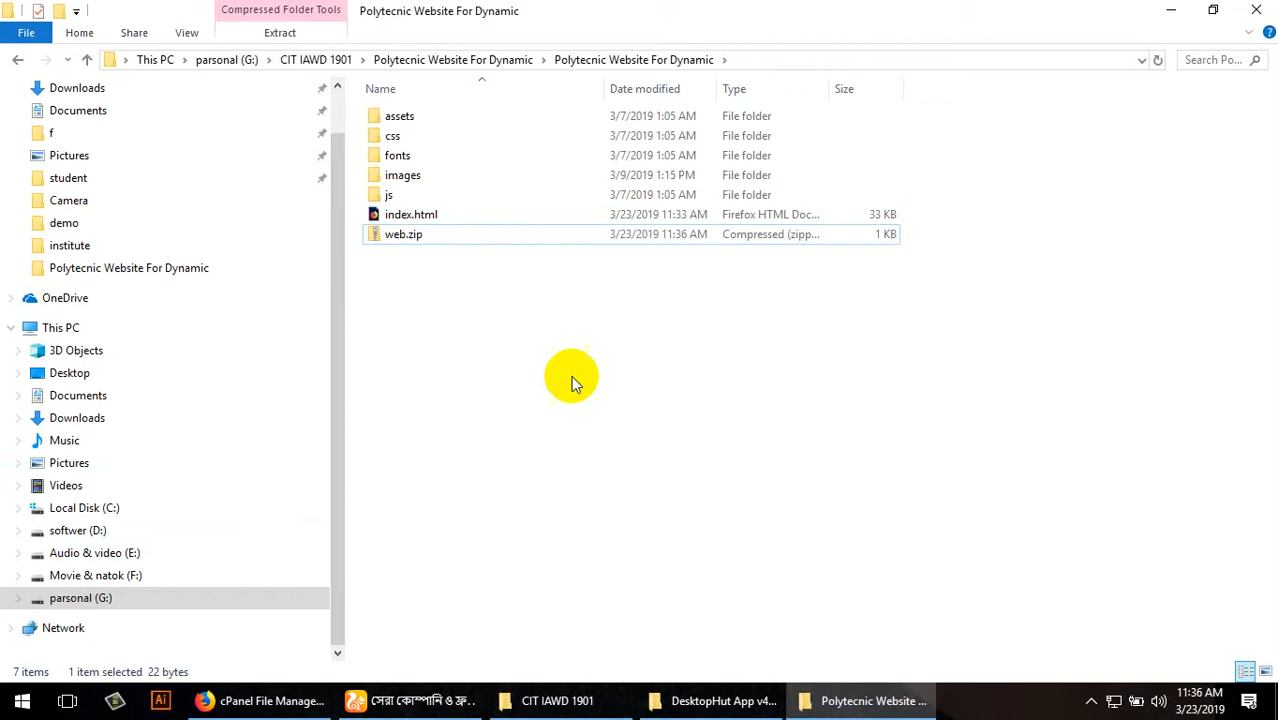 Compressed Folder Tools
Polytecnic Website For Dynamic
File
Home
Share
View
Extract
This PC
parsonal (G:)
CIT IAWD 1901
Polytecnic Website For Dynamic
Polytecnic Website For Dynamic
Search Po...
Downloads
Documents
f
Pictures
student
Camera
demo
institute
Polytecnic Website For Dynamic
OneDrive
This PC
3D Objects
Desktop
Documents
Downloads
Music
Pictures
Videos
Local Disk (C:)
softwer (D:)
Audio & video (E:)
Movie & natok (F:)
parsonal (G:)
Network
Name Date modified Type Size
assets 3/7/2019 1:05 AM File folder
css 3/7/2019 1:05 AM File folder
fonts 3/7/2019 1:05 AM File folder
images 3/9/2019 1:15 PM File folder
js 3/7/2019 1:05 AM File folder
index.html 3/23/2019 11:33 AM Firefox HTML Doc... 33 KB
web.zip 3/23/2019 11:36 AM Compressed (zipp... 1 KB
7 items 1 item selected 22 bytes
Ai
cPanel File Manage...
সেরা কোম্পানি ও ফ্র...
CIT IAWD 1901
DesktopHut App v4...
Polytecnic Website ...
11:36 AM
3/23/2019